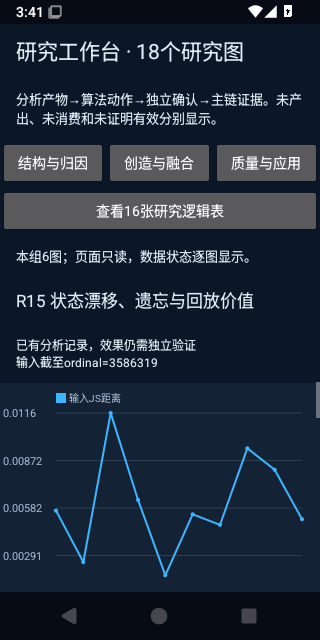 3:41
研究工作台 · 18个研究图
分析产物→算法动作→独立确认→主链证据。未产
出、未消费和未证明有效分别显示。
结构与归因 创造与融合 质量与应用
查看16张研究逻辑表
本组6图；页面只读，数据状态逐图显示。
R15 状态漂移、遗忘与回放价值
已有分析记录，效果仍需独立验证
输入截至ordinal=3586319
输入JS距离
0.0116
0.00872
0.00582
0.00291